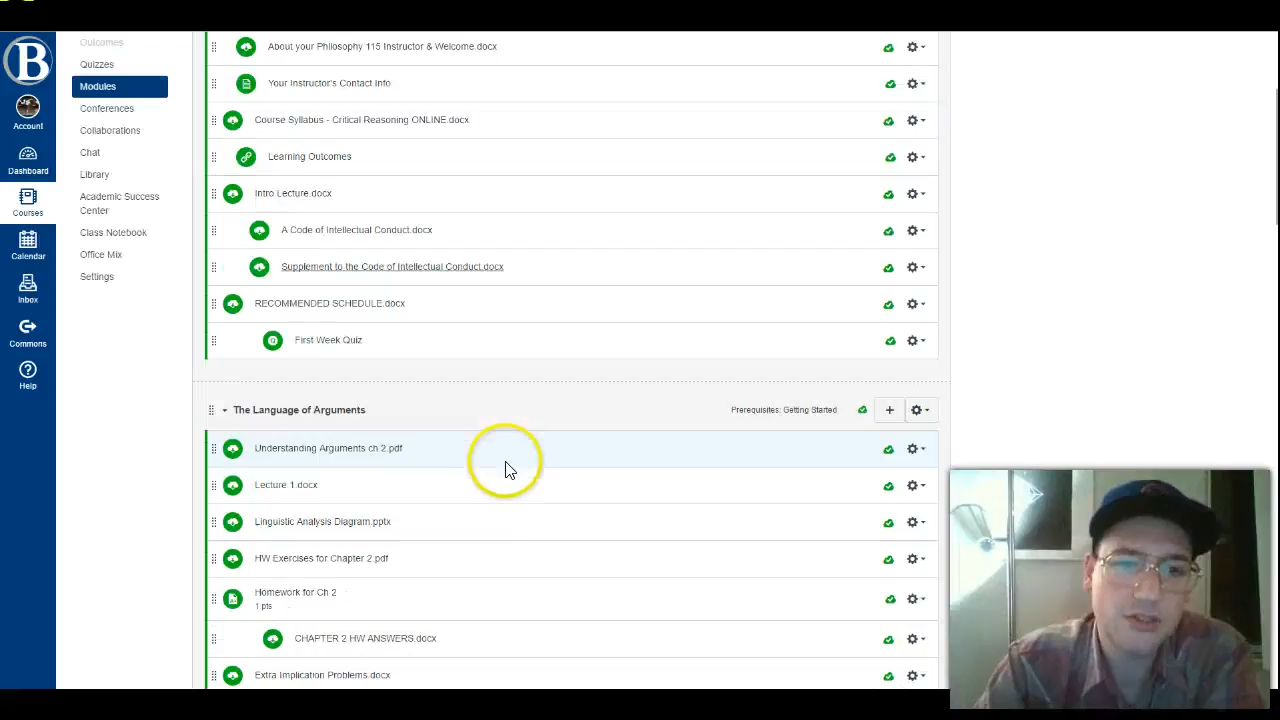 B
Account
Dashboard
Courses
Calendar
Inbox
Commons
Help
Outcomes
Quizzes
Modules
Conferences
Collaborations
Chat
Library
Academic Success
Center
Class Notebook
Office Mix
Settings
About your Philosophy 115 Instructor & Welcome.docx
Your Instructor's Contact Info
Course Syllabus - Critical Reasoning ONLINE.docx
Learning Outcomes
Intro Lecture.docx
A Code of Intellectual Conduct.docx
Supplement to the Code of Intellectual Conduct.docx
RECOMMENDED SCHEDULE.docx
First Week Quiz
The Language of Arguments
Prerequisites: Getting Started
Understanding Arguments ch 2.pdf
Lecture 1.docx
Linguistic Analysis Diagram.pptx
HW Exercises for Chapter 2.pdf
Homework for Ch 2
1 pts
CHAPTER 2 HW ANSWERS.docx
Extra Implication Problems.docx